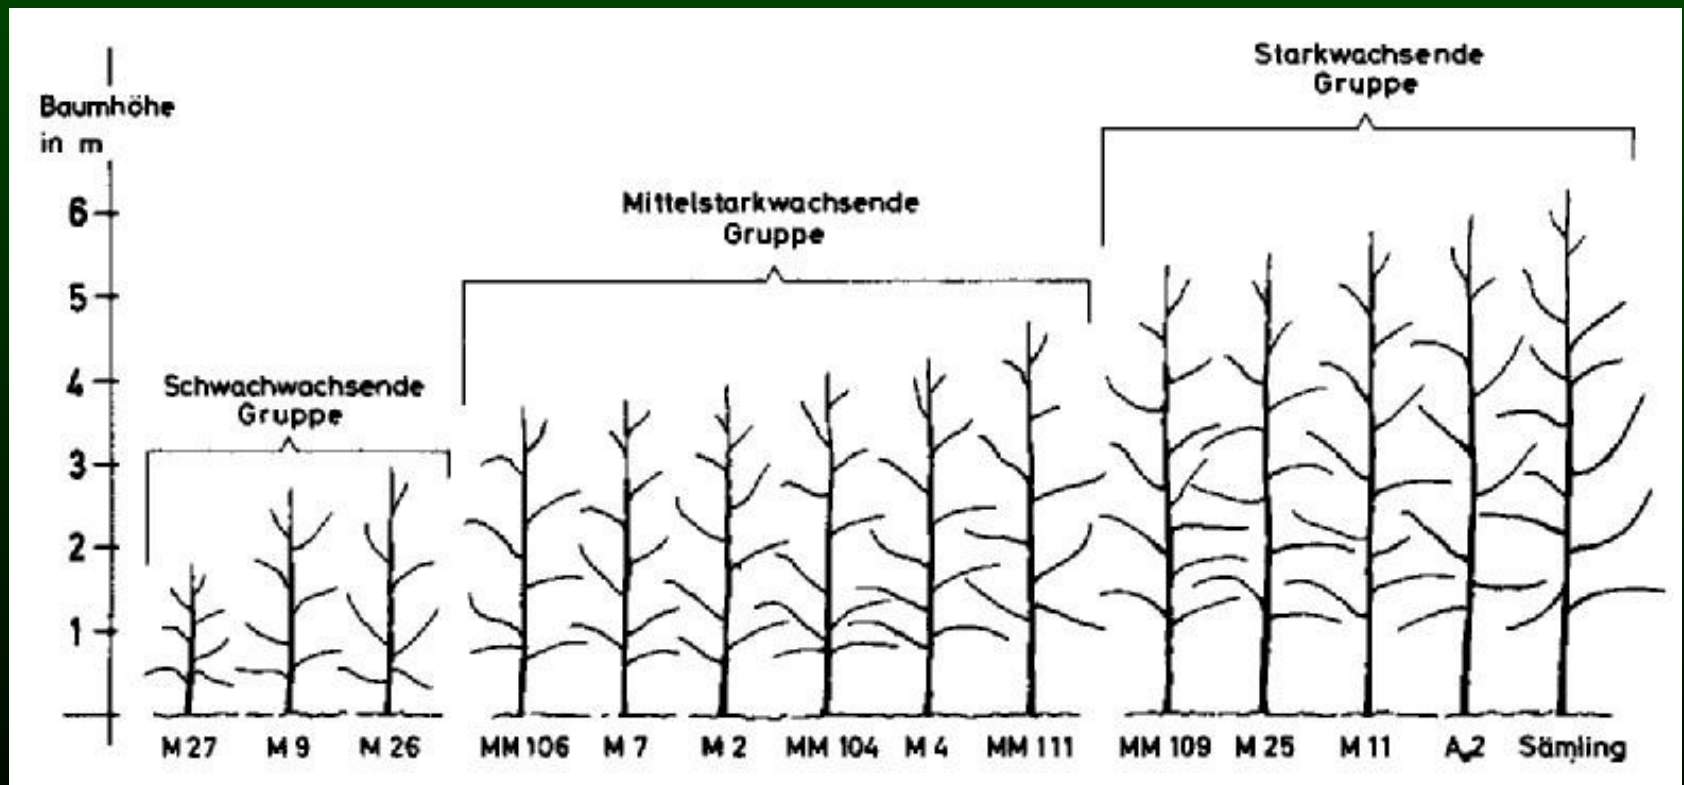 Starkwachsende
Gruppe
Baumhöhe
in m
Mittelstarkwachsende
Gruppe
6
5
4
3
2
1
Schwachwachsende
Gruppe
M 27 M 9 M 26 MM 106 M 7 M 2 MM 104 M 4 MM 111 MM 109 M 25 M 11 A 2 Sämling